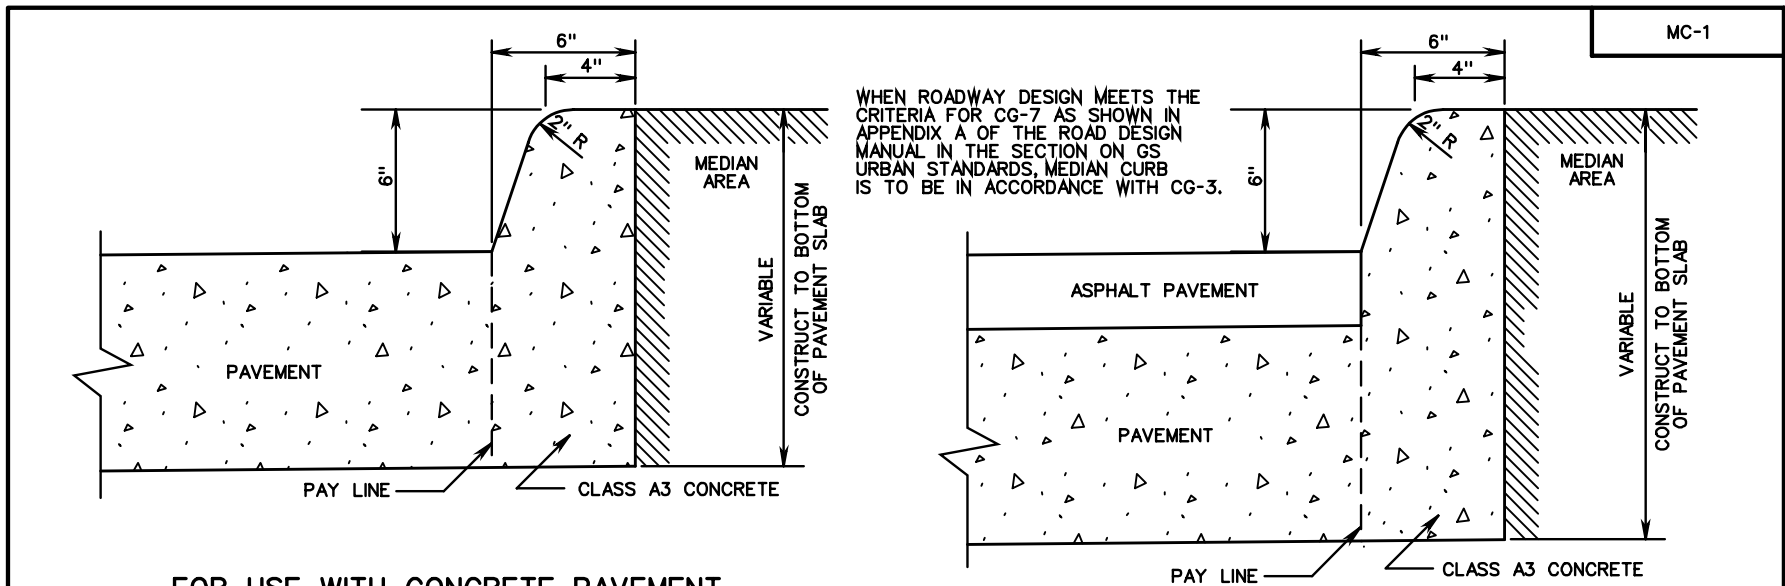 MC-1
6"
4"
2" R
6"
MEDIAN
AREA
VARIABLE
CONSTRUCT TO BOTTOM
OF PAVEMENT SLAB
PAVEMENT
PAY LINE
CLASS A3 CONCRETE
FOR USE WITH CONCRETE PAVEMENT
WHEN ROADWAY DESIGN MEETS THE
CRITERIA FOR CG-7 AS SHOWN IN
APPENDIX A OF THE ROAD DESIGN
MANUAL IN THE SECTION ON GS
URBAN STANDARDS, MEDIAN CURB
IS TO BE IN ACCORDANCE WITH CG-3.
6"
4"
2" R
6"
MEDIAN
AREA
VARIABLE
CONSTRUCT TO BOTTOM
OF PAVEMENT SLAB
ASPHALT PAVEMENT
PAVEMENT
PAY LINE
CLASS A3 CONCRETE